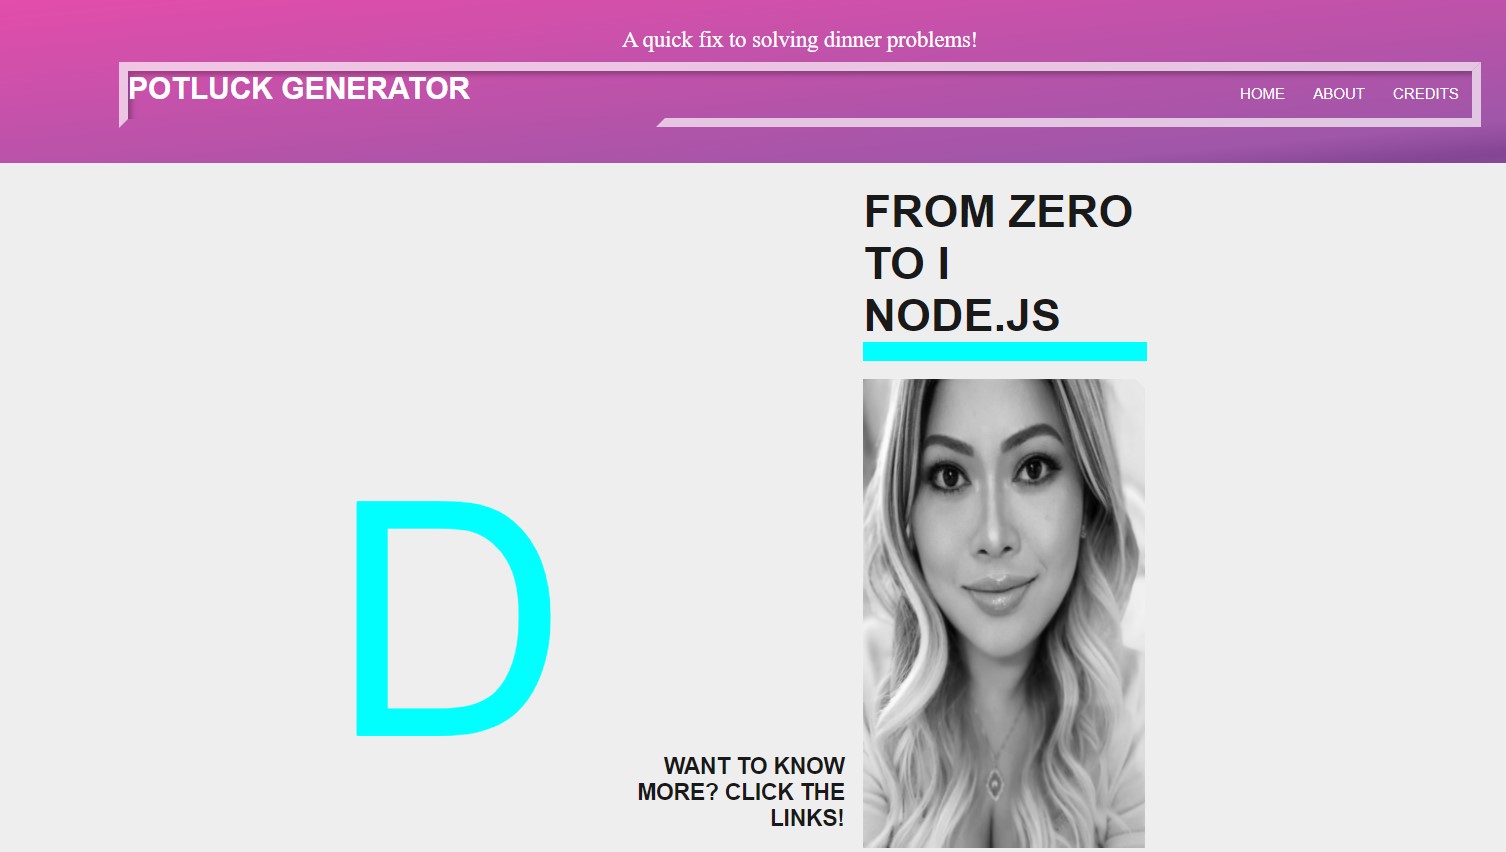 A quick fix to solving dinner problems!
POTLUCK GENERATOR
HOME ABOUT CREDITS
FROM ZERO
TO I
NODE.JS
D
WANT TO KNOW
MORE? CLICK THE
LINKS!